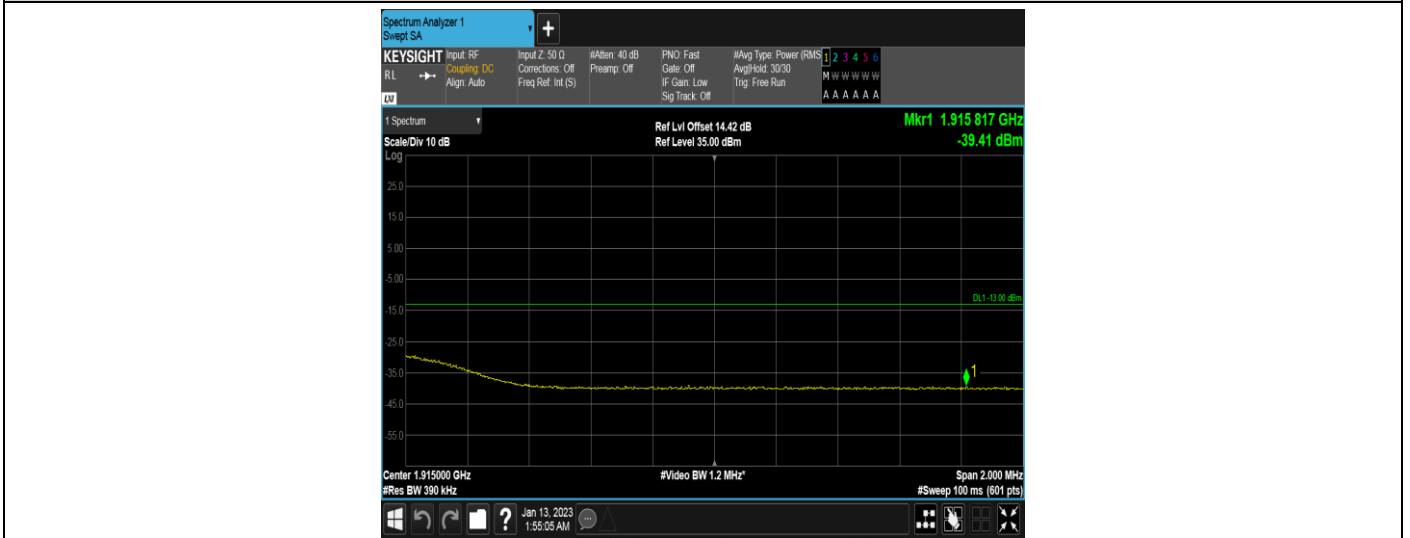 Spectrum Analyzer 1
Swept SA
+
KEYSIGHT
RL
LXI
Input: RF
Coupling: DC
Align: Auto
Input Z: 50 Ω
Corrections: Off
Freq Ref: Int (S)
#Atten: 40 dB
Preamp: Off
PNO: Fast
Gate: Off
IF Gain: Low
Sig Track: Off
#Avg Type: Power (RMS
Avg|Hold: 30/30
Trig: Free Run
1 2 3 4 5 6
M W W W W W
A A A A A A
1 Spectrum
Scale/Div 10 dB
Ref Lvl Offset 14.42 dB
Ref Level 35.00 dBm
Mkr1 1.915 817 GHz
-39.41 dBm
Log
25.0
15.0
5.00
-5.00
DL1 -13.00 dBm
-15.0
-25.0
-35.0
1
-45.0
-55.0
Center 1.915000 GHz
#Video BW 1.2 MHz*
Span 2.000 MHz
#Res BW 390 kHz
#Sweep 100 ms (601 pts)
?
Jan 13, 2023
1:55:05 AM